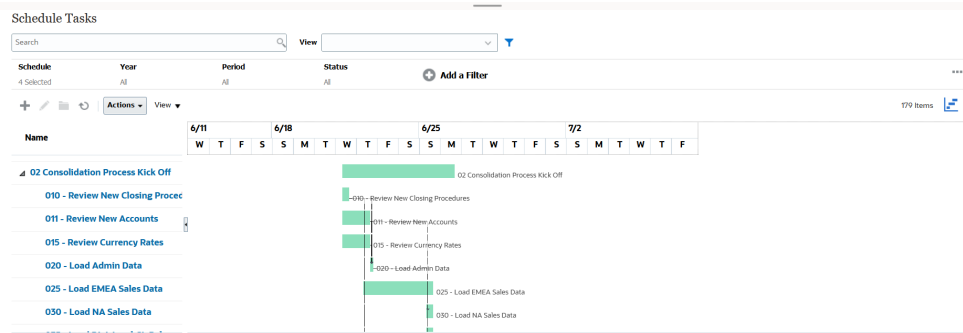 Schedule Tasks
Search View
Schedule Year Period Status
4 Selected All All All
Add a Filter
Actions View 179 Items
Name
6/11 6/18 6/25 7/2
W T F S S M T W T F S S M T W T F S S M T W T F
02 Consolidation Process Kick Off 02 Consolidation Process Kick Off
010 - Review New Closing Proced 010 - Review New Closing Procedures
011 - Review New Accounts 011 - Review New Accounts
015 - Review Currency Rates 015 - Review Currency Rates
020 - Load Admin Data 020 - Load Admin Data
025 - Load EMEA Sales Data 025 - Load EMEA Sales Data
030 - Load NA Sales Data 030 - Load NA Sales Data